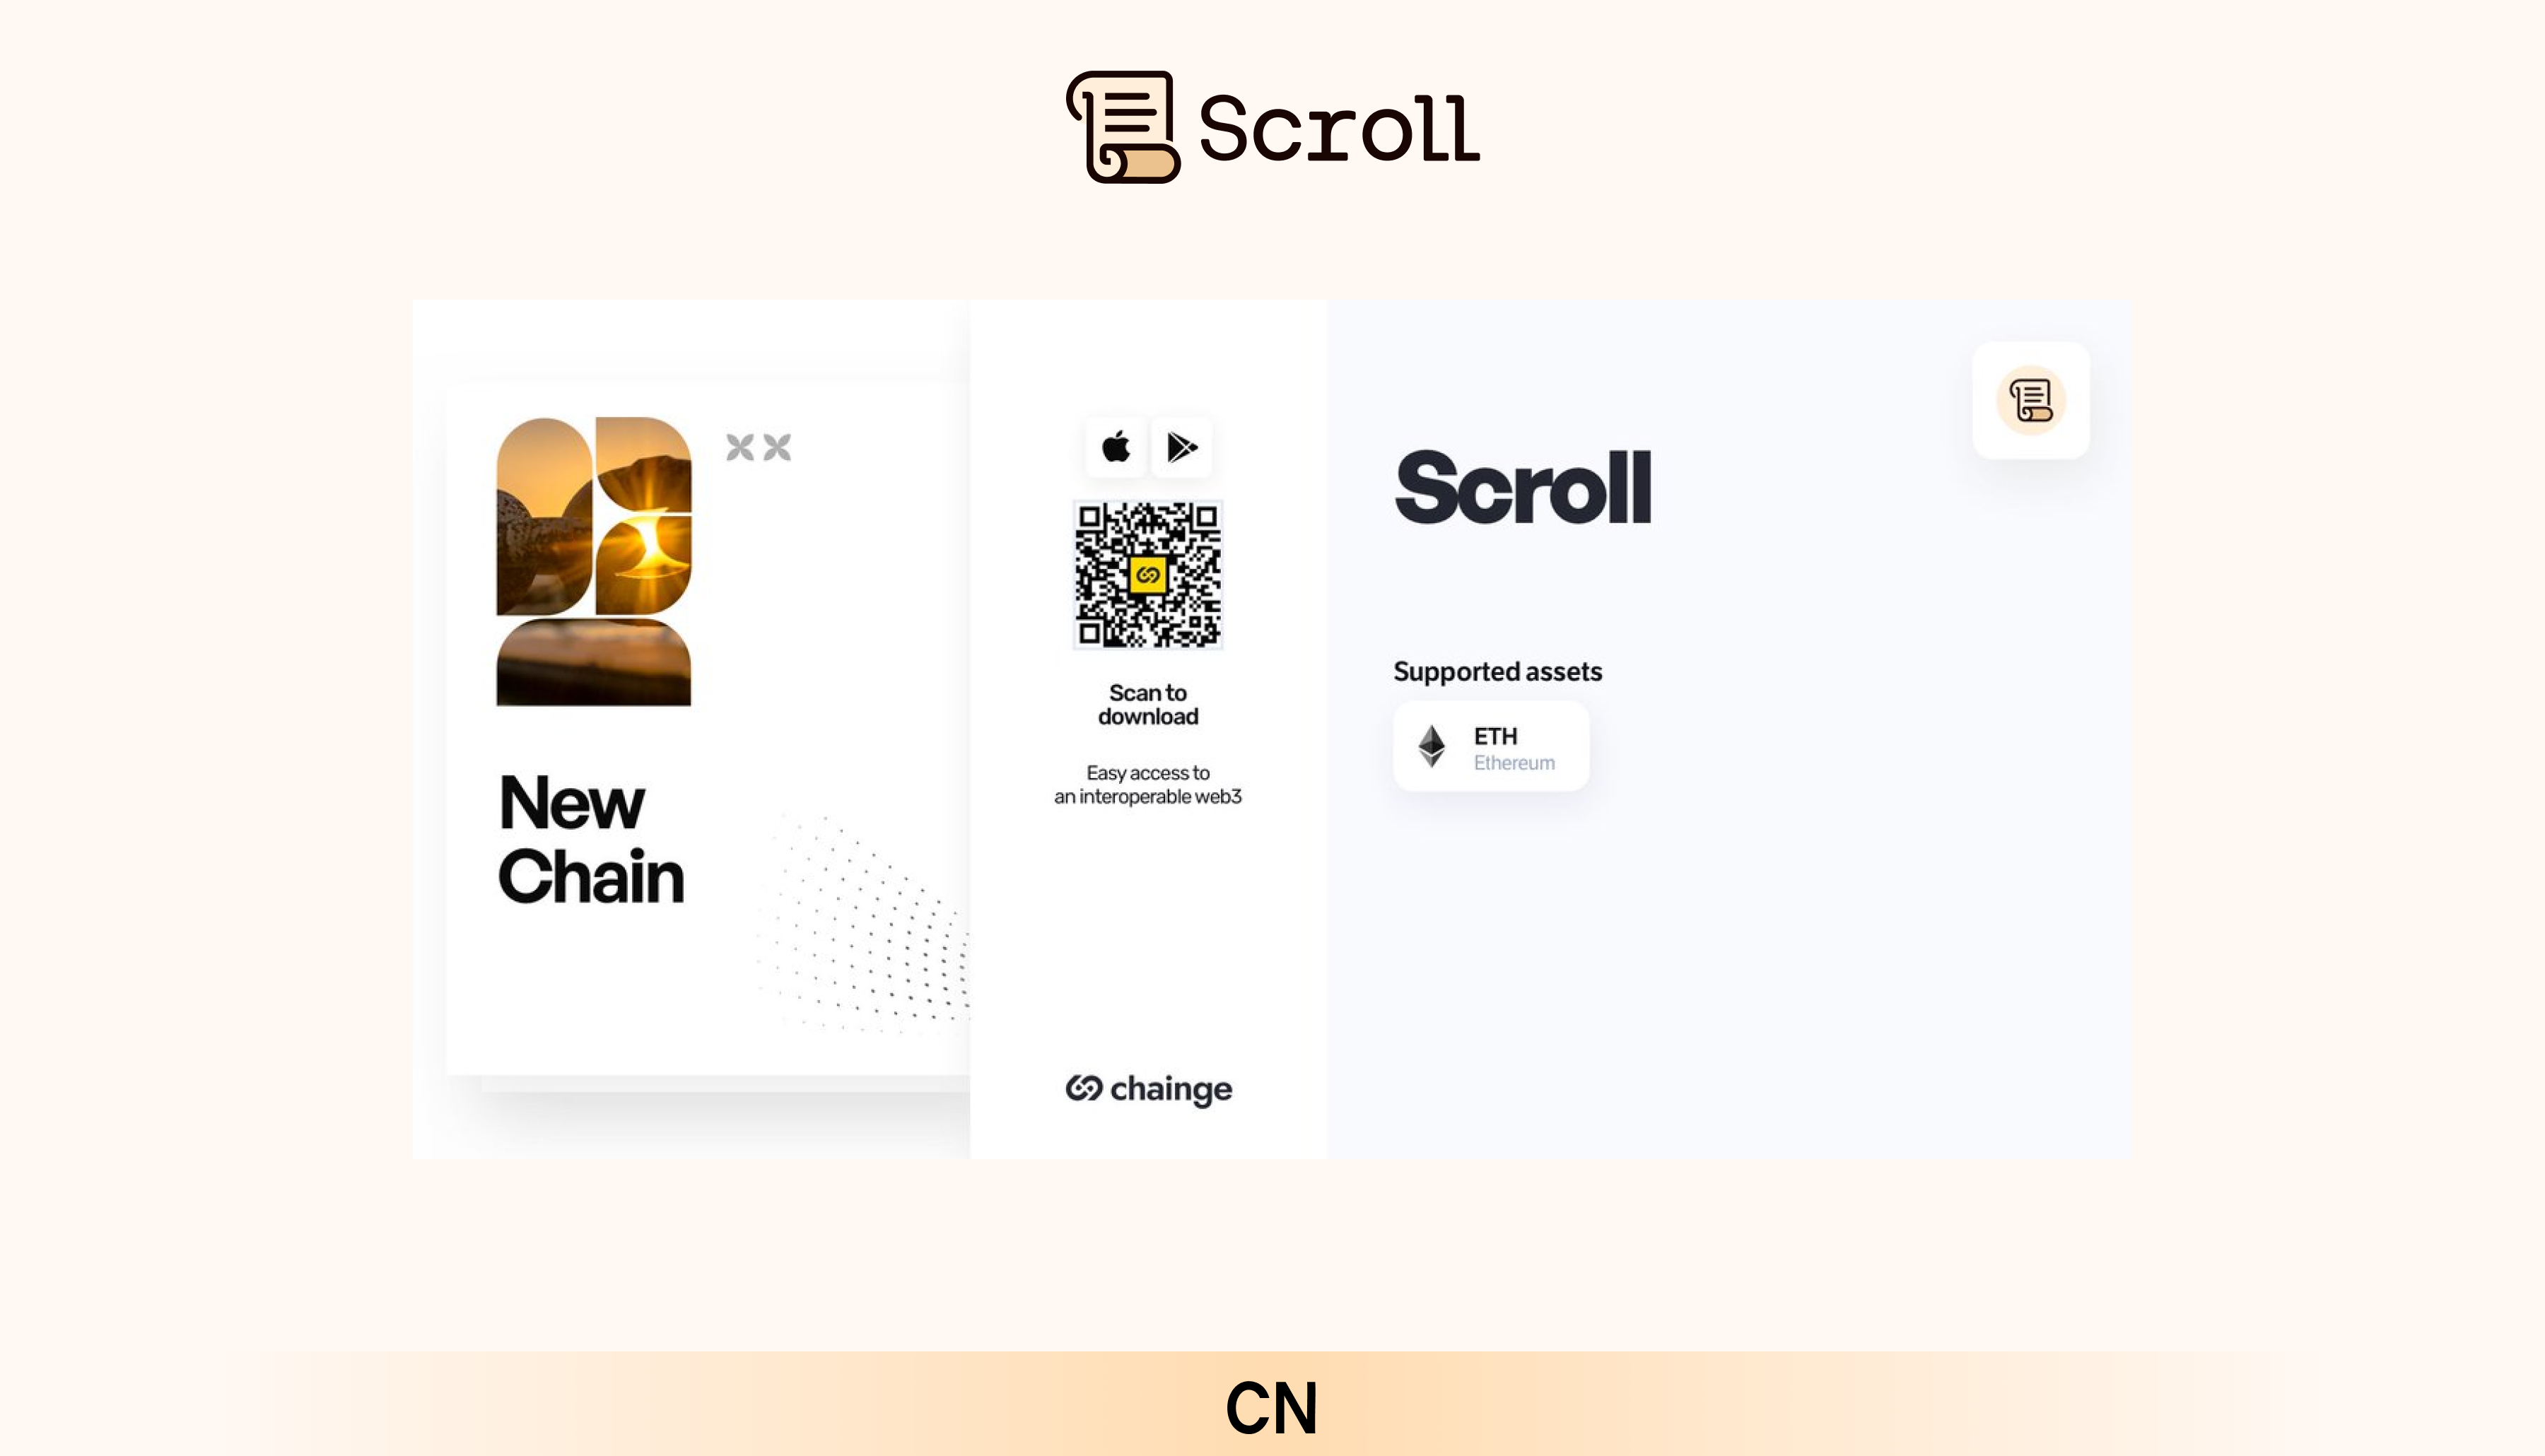 Scroll
New
Chain
Scan to
download
Easy access to
an interoperable web3
chainge
Scroll
Supported assets
ETH
Ethereum
CN